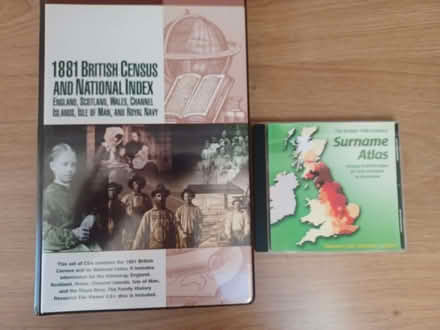 1881 BRITISH CENSUS
AND NATIONAL INDEX
ENGLAND, SCOTLAND, WALES, CHANNEL
ISLANDS, ISLE OF MAN, AND ROYAL NAVY
This set of CDs contains the 1881 British
Census and its National Index. It includes
information for the following: England,
Scotland, Wales, Channel Islands, Isle of Man,
and the Royal Navy. The Family History
Resource File Viewer disc is included.
Surname
Atlas